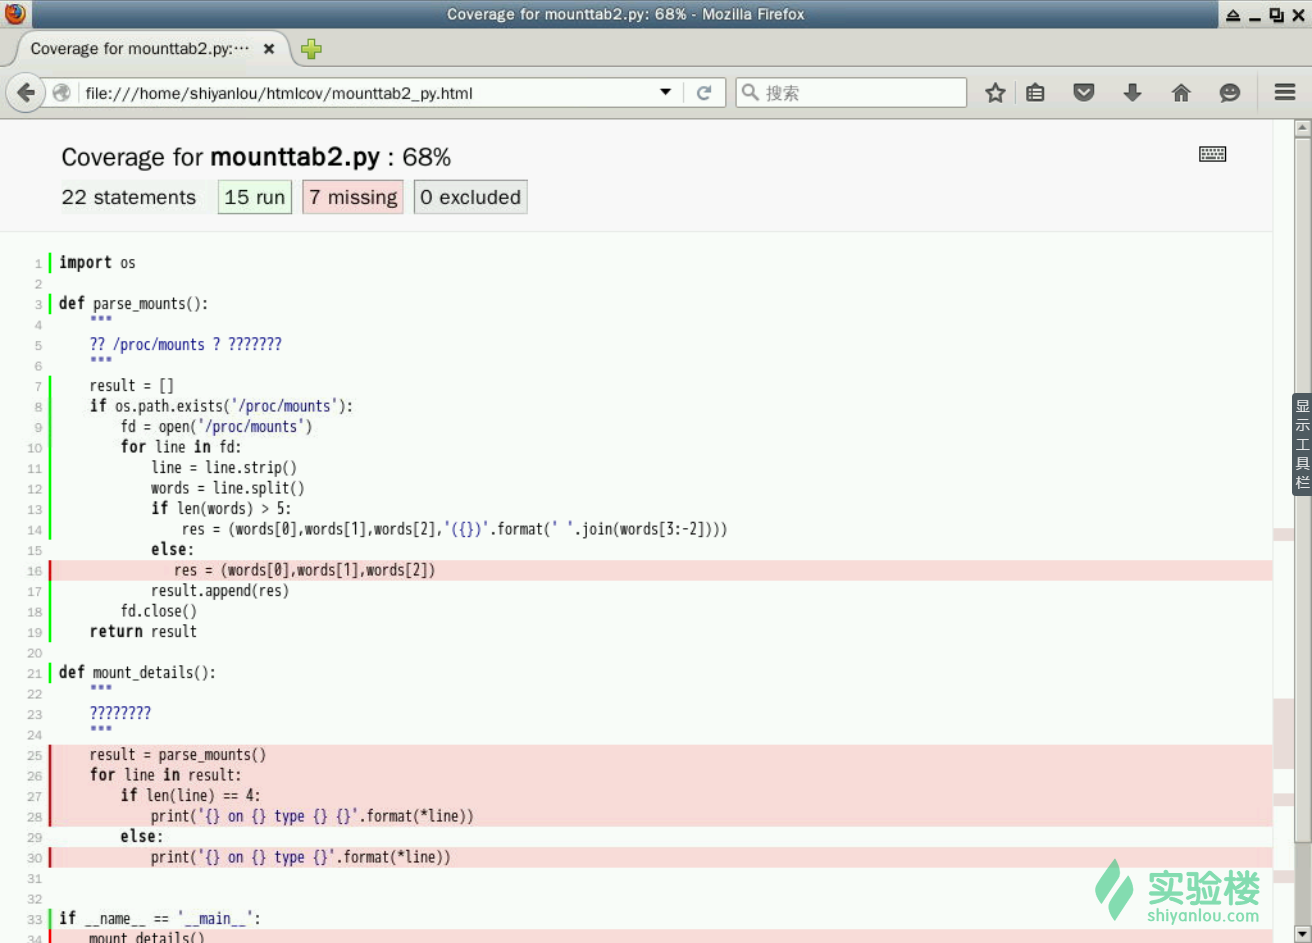 Coverage for mounttab2.py: 68% - Mozilla Firefox
Coverage for mounttab2.py:···
file:///home/shiyanlou/htmlcov/mounttab2_py.html
搜索
Coverage for mounttab2.py : 68%
22 statements 15 run 7 missing 0 excluded
1 import os
2
3 def parse_mounts():
4     """
5     ?? /proc/mounts ? ???????
6     """
7     result = []
8     if os.path.exists('/proc/mounts'):
9         fd = open('/proc/mounts')
10         for line in fd:
11             line = line.strip()
12             words = line.split()
13             if len(words) > 5:
14                 res = (words[0],words[1],words[2],'({})'.format(' '.join(words[3:-2])))
15             else:
16                res = (words[0],words[1],words[2])
17             result.append(res)
18         fd.close()
19     return result
20
21 def mount_details():
22     """
23     ????????
24     """
25     result = parse_mounts()
26     for line in result:
27         if len(line) == 4:
28             print('{} on {} type {} {}'.format(*line))
29         else:
30             print('{} on {} type {}'.format(*line))
31
32
33 if __name__ == '__main__':
34     mount_details()
显示工具栏
实验楼
shiyanlou.com